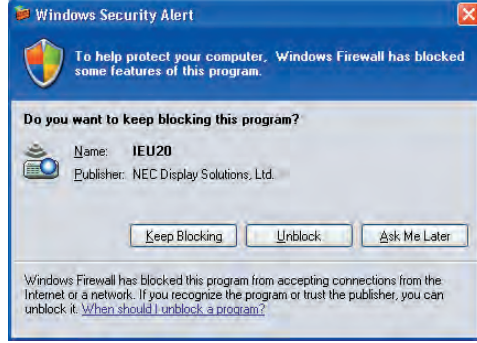 Windows Security Alert
To help protect your computer, Windows Firewall has blocked
some features of this program.
Do you want to keep blocking this program?
Name: IEU20
Publisher: NEC Display Solutions, Ltd.
Keep Blocking Unblock Ask Me Later
Windows Firewall has blocked this program from accepting connections from the
Internet or a network. If you recognize the program or trust the publisher, you can
unblock it. When should I unblock a program?